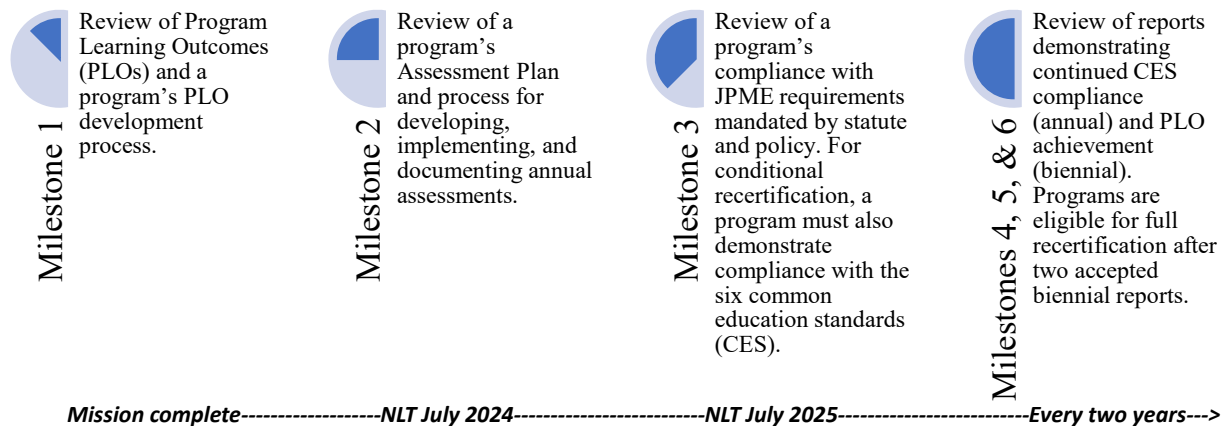 Milestone 1
Review of Program
Learning Outcomes
(PLOs) and a
program’s PLO
development
process.
Milestone 2
Review of a
program’s
Assessment Plan
and process for
developing,
implementing, and
documenting annual
assessments.
Milestone 3
Review of a
program’s
compliance with
JPME requirements
mandated by statute
and policy. For
conditional
recertification, a
program must also
demonstrate
compliance with the
six common
education standards
(CES).
Milestones 4, 5, & 6
Review of reports
demonstrating
continued CES
compliance
(annual) and PLO
achievement
(biennial).
Programs are
eligible for full
recertification after
two accepted
biennial reports.
Mission complete--------------------NLT July 2024---------------------------NLT July 2025---------------------------Every two years--->